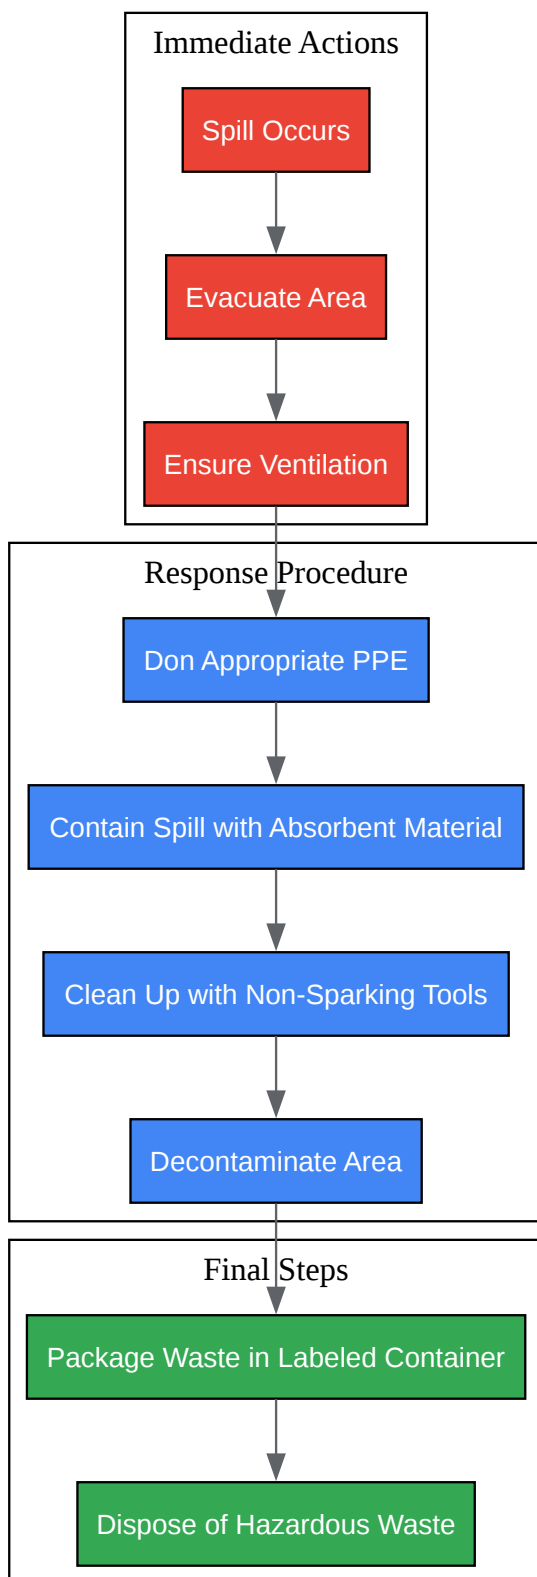 Immediate Actions
Spill Occurs
Evacuate Area
Ensure Ventilation
Response Procedure
Don Appropriate PPE
Contain Spill with Absorbent Material
Clean Up with Non-Sparking Tools
Decontaminate Area
Final Steps
Package Waste in Labeled Container
Dispose of Hazardous Waste